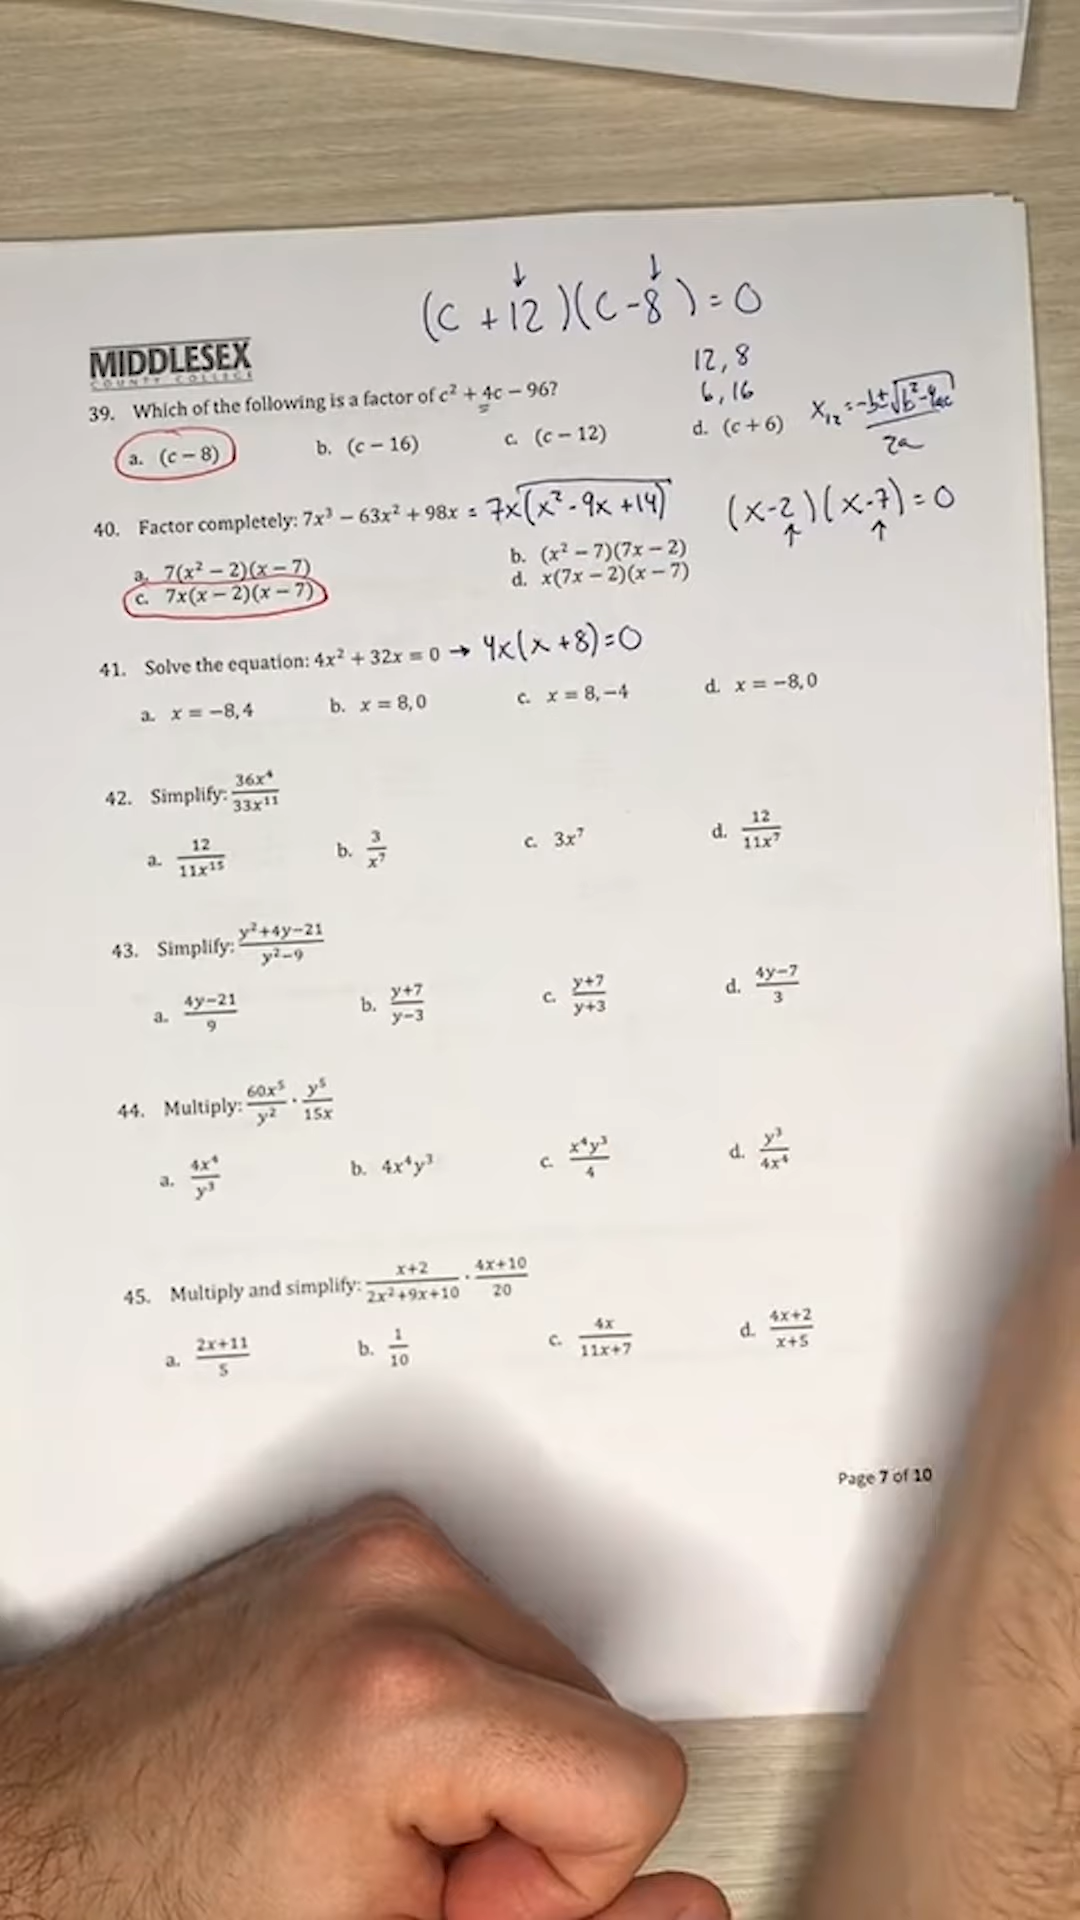 (c + 12)(c - 8) = 0
MIDDLESEX
COUNTY COLLEGE
12, 8
6, 16
39. Which of the following is a factor of c² + 4c − 96?
a. (c − 8) b. (c − 16) c. (c − 12) d. (c + 6)
x₁₂ = -b±√b²-4ac / 2a
40. Factor completely: 7x³ − 63x² + 98x = 7x(x² - 9x + 14) (x-2)(x-7) = 0
a. 7(x² − 2)(x − 7) b. (x² − 7)(7x − 2)
c. 7x(x − 2)(x − 7) d. x(7x − 2)(x − 7)
41. Solve the equation: 4x² + 32x = 0 → 4x(x + 8) = 0
a. x = −8, 4 b. x = 8, 0 c. x = 8, −4 d. x = −8, 0
42. Simplify: 36x⁴/33x¹¹
a. 12/11x¹⁵ b. 3/x⁷ c. 3x⁷ d. 12/11x⁷
43. Simplify: y²+4y−21/y²−9
a. 4y−21/9 b. y+7/y−3 c. y+7/y+3 d. 4y−7/3
44. Multiply: 60x⁵/y² · y⁵/15x
a. 4x⁴/y³ b. 4x⁴y³ c. x⁴y³/4 d. y³/4x⁴
45. Multiply and simplify: x+2/2x²+9x+10 · 4x+10/20
a. 2x+11/5 b. 1/10 c. 4x/11x+7 d. 4x+2/x+5
Page 7 of 10